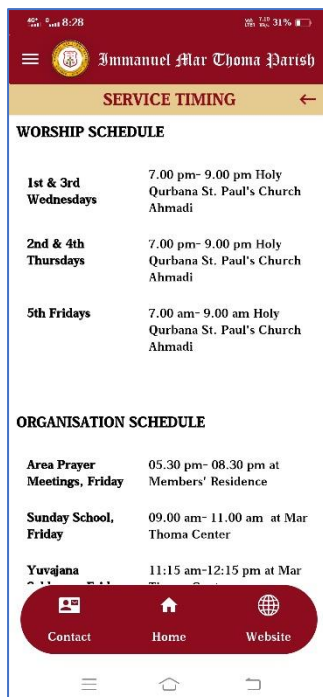 8:28
31%
Immanuel Mar Thoma Parish
SERVICE TIMING
WORSHIP SCHEDULE
1st & 3rd
Wednesdays
7.00 pm- 9.00 pm Holy
Qurbana St. Paul's Church
Ahmadi
2nd & 4th
Thursdays
7.00 pm- 9.00 pm Holy
Qurbana St. Paul's Church
Ahmadi
5th Fridays
7.00 am- 9.00 am Holy
Qurbana St. Paul's Church
Ahmadi
ORGANISATION SCHEDULE
Area Prayer
Meetings, Friday
05.30 pm- 08.30 pm at
Members' Residence
Sunday School,
Friday
09.00 am- 11.00 am at Mar
Thoma Center
Yuvajana
11:15 am-12:15 pm at Mar
Contact
Home
Website